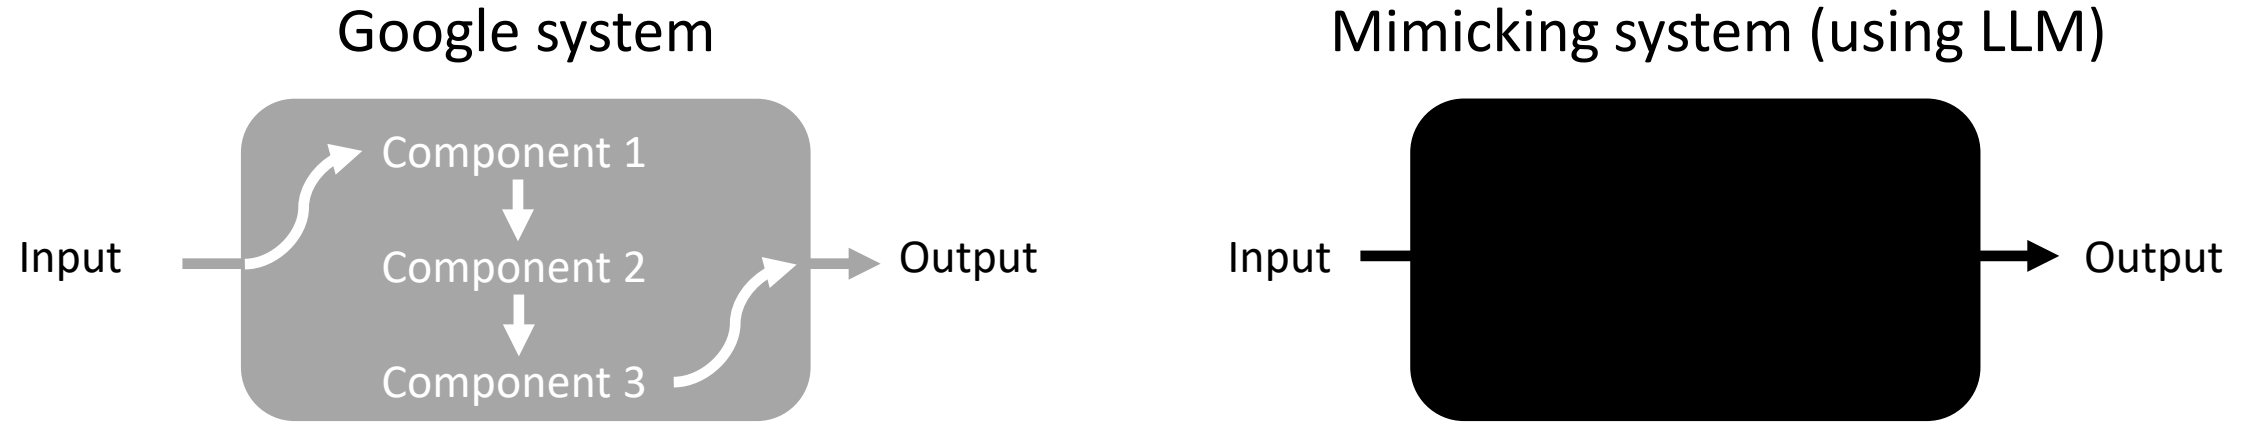 Google system
Component 1
Component 2
Component 3
Input
Output
Mimicking system (using LLM)
Input
Output